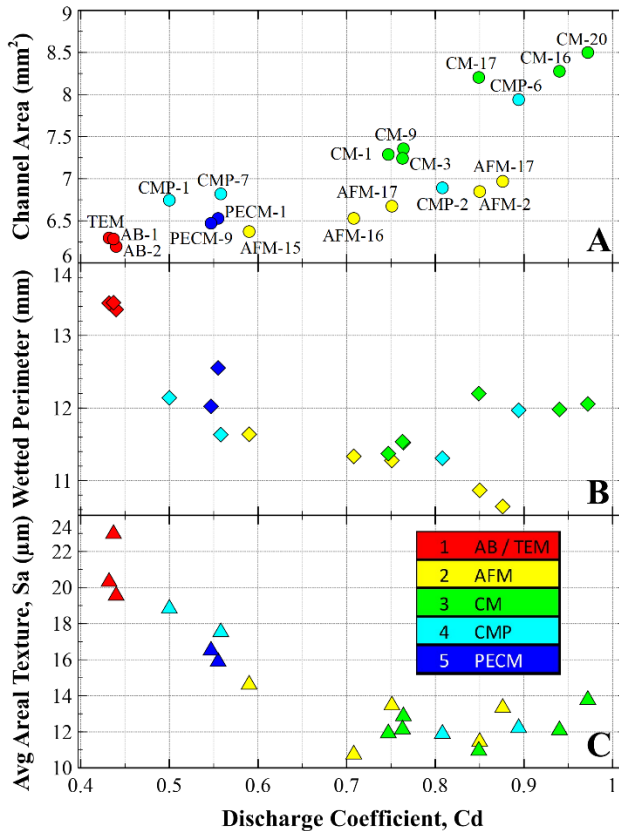 Channel Area (mm²)
9
8.5
8
7.5
7
6.5
6
CM-20
CM-17
CM-16
CMP-6
CM-9
CM-1
CM-3
AFM-17
CMP-1
CMP-7
AFM-17
CMP-2
AFM-2
TEM
AB-1
PECM-1
AB-2
PECM-9
AFM-15
AFM-16
A
Wetted Perimeter (mm)
14
13
12
11
B
Avg Areal Texture, Sa (µm)
24
22
20
18
16
14
12
10
1 AB / TEM
2 AFM
3 CM
4 CMP
5 PECM
C
0.4 0.5 0.6 0.7 0.8 0.9 1
Discharge Coefficient, Cd